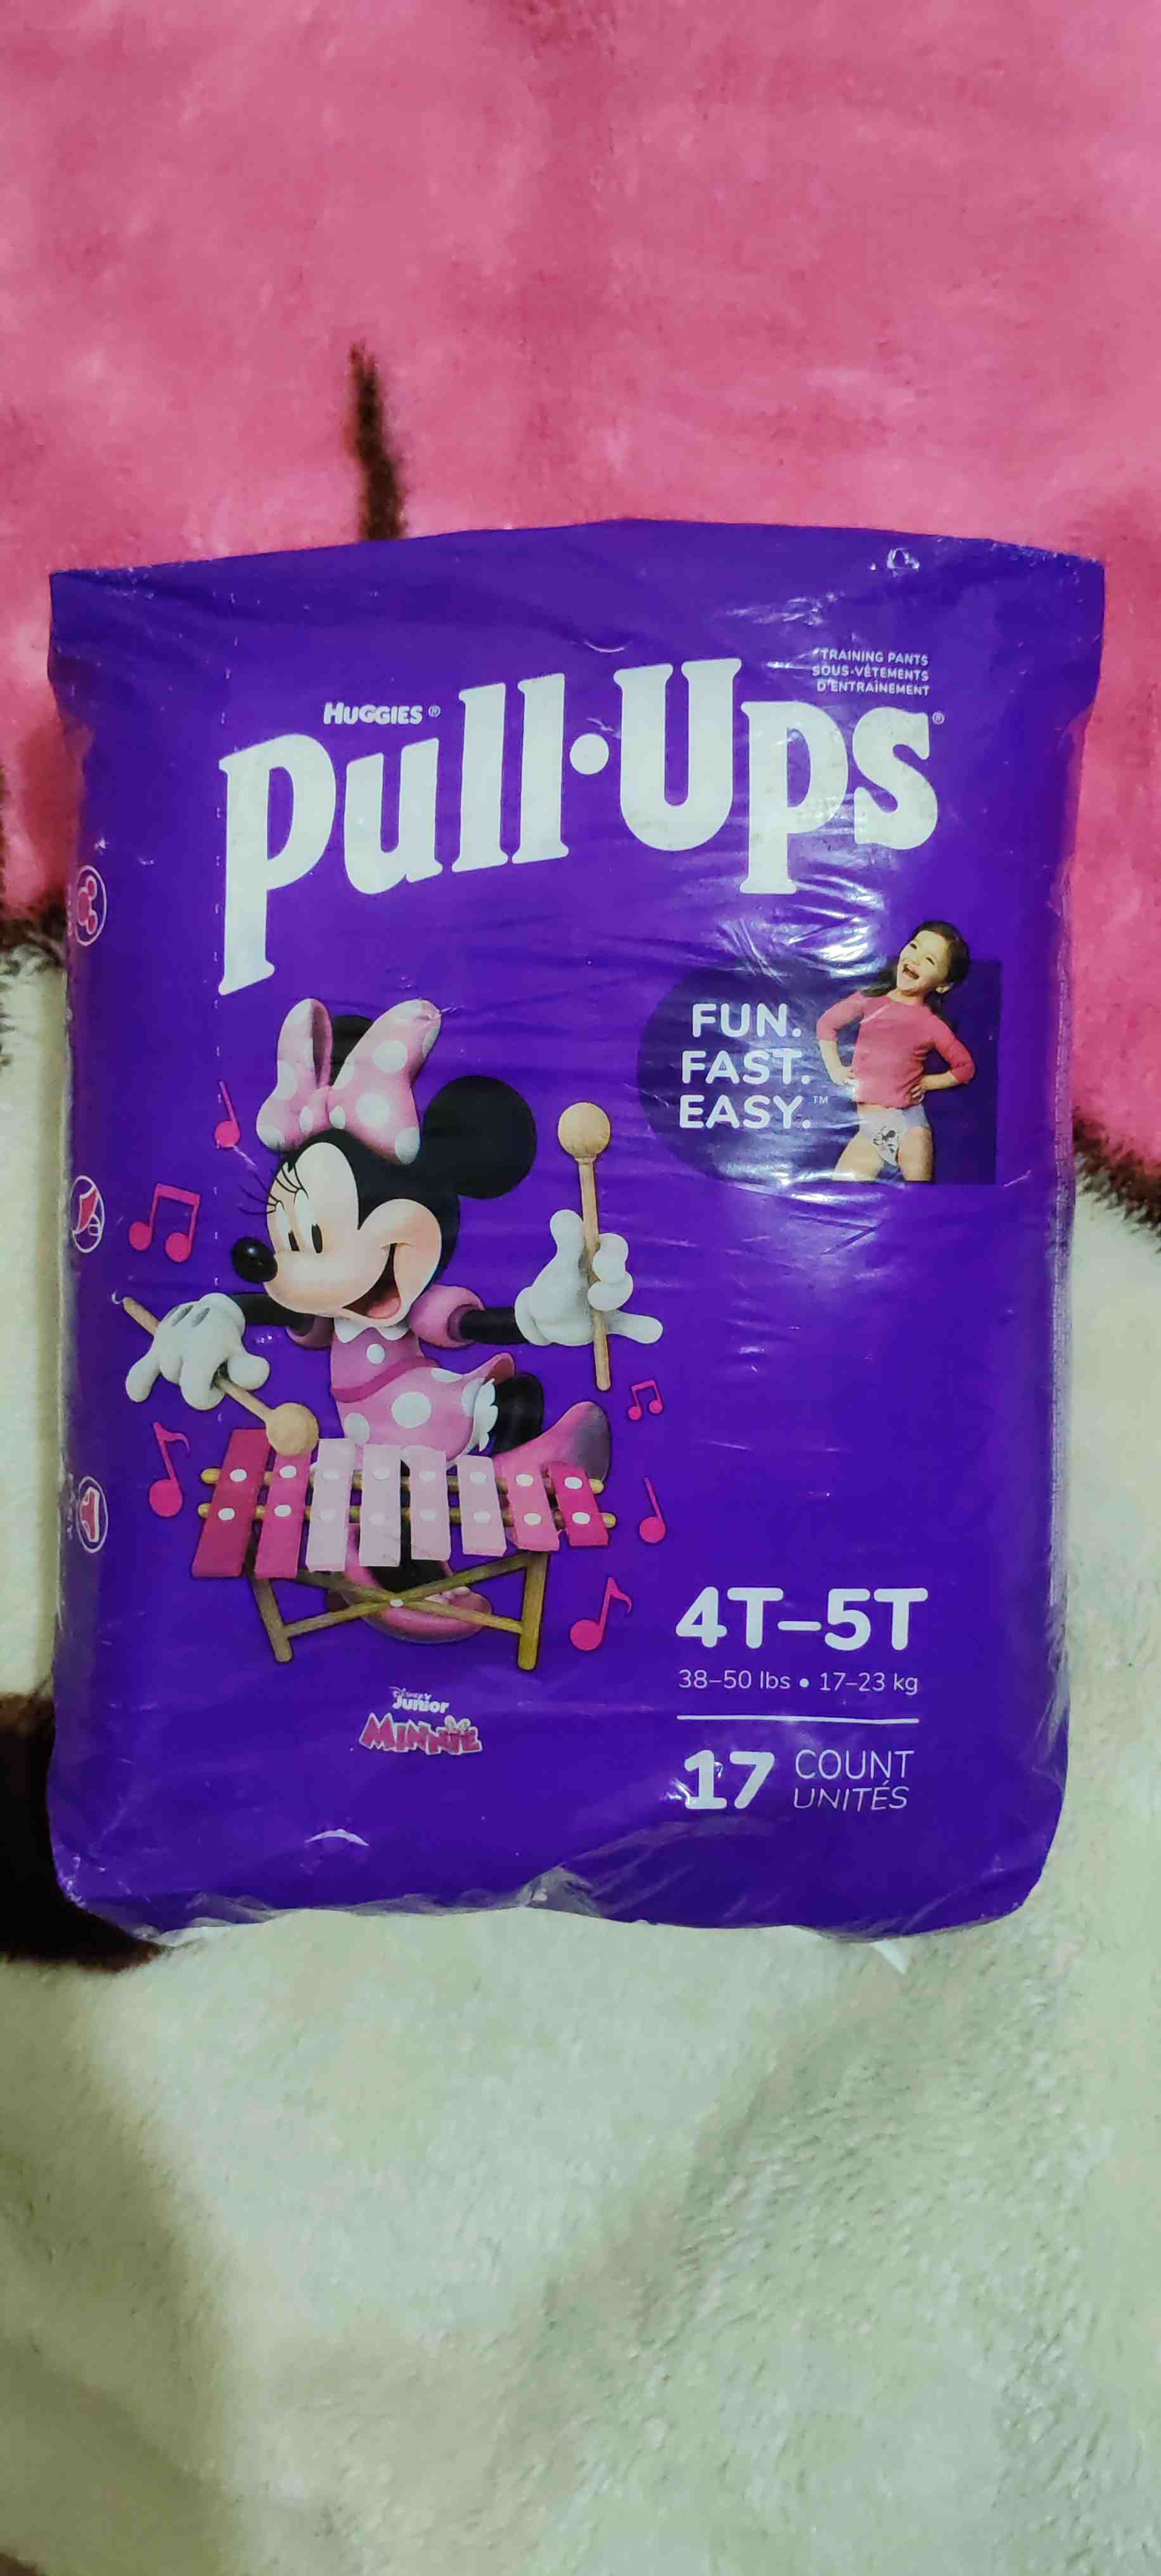 TRAINING PANTS
SOUS-VÊTEMENTS
D'ENTRAÎNEMENT
HUGGIES®
Pull·Ups®
FUN.
FAST.
EASY.™
4T–5T
38–50 lbs • 17–23 kg
17 COUNT
UNITÉS
Disney
Junior
MINNIE